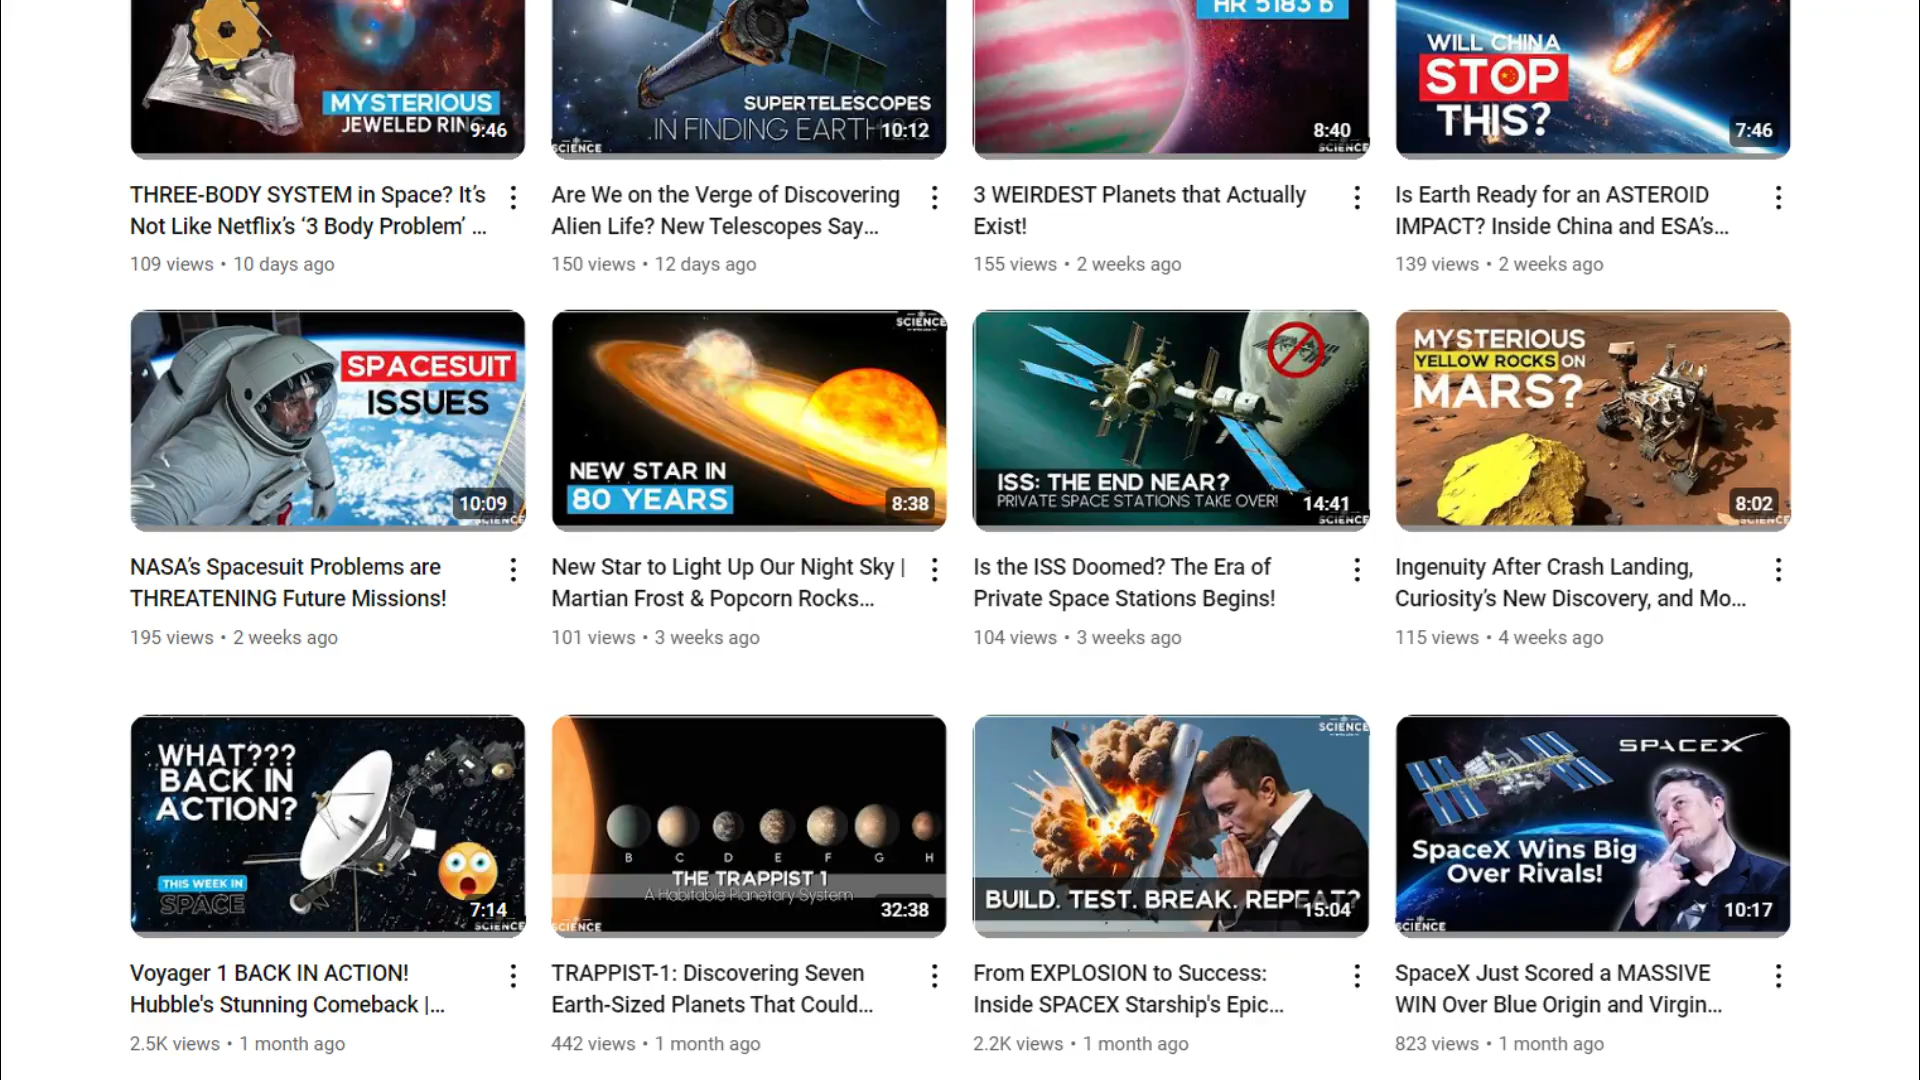 HR 5183 b
MYSTERIOUS
JEWELED RING
9:46
SUPERTELESCOPES
...IN FINDING EARTH
10:12
SCIENCE
8:40
SCIENCE
WILL CHINA
STOP
THIS?
7:46
THREE-BODY SYSTEM in Space? It’s
Not Like Netflix’s ‘3 Body Problem’ ...
109 views • 10 days ago
Are We on the Verge of Discovering
Alien Life? New Telescopes Say...
150 views • 12 days ago
3 WEIRDEST Planets that Actually
Exist!
155 views • 2 weeks ago
Is Earth Ready for an ASTEROID
IMPACT? Inside China and ESA’s...
139 views • 2 weeks ago
SPACESUIT
ISSUES
10:09
SCIENCE
SCIENCE
NEW STAR IN
80 YEARS
8:38
ISS: THE END NEAR?
PRIVATE SPACE STATIONS TAKE OVER!
14:41
SCIENCE
MYSTERIOUS
YELLOW ROCKS ON
MARS?
8:02
SCIENCE
NASA’s Spacesuit Problems are
THREATENING Future Missions!
195 views • 2 weeks ago
New Star to Light Up Our Night Sky |
Martian Frost & Popcorn Rocks...
101 views • 3 weeks ago
Is the ISS Doomed? The Era of
Private Space Stations Begins!
104 views • 3 weeks ago
Ingenuity After Crash Landing,
Curiosity’s New Discovery, and Mo...
115 views • 4 weeks ago
WHAT???
BACK IN
ACTION?
THIS WEEK IN
SPACE
7:14
SCIENCE
B C D E F G H
THE TRAPPIST 1
A Habitable Planetary System
32:38
SCIENCE
SCIENCE
BUILD. TEST. BREAK. REPEAT?
15:04
SPACEX
SpaceX Wins Big
Over Rivals!
10:17
SCIENCE
Voyager 1 BACK IN ACTION!
Hubble's Stunning Comeback |...
2.5K views • 1 month ago
TRAPPIST-1: Discovering Seven
Earth-Sized Planets That Could...
442 views • 1 month ago
From EXPLOSION to Success:
Inside SPACEX Starship's Epic...
2.2K views • 1 month ago
SpaceX Just Scored a MASSIVE
WIN Over Blue Origin and Virgin...
823 views • 1 month ago